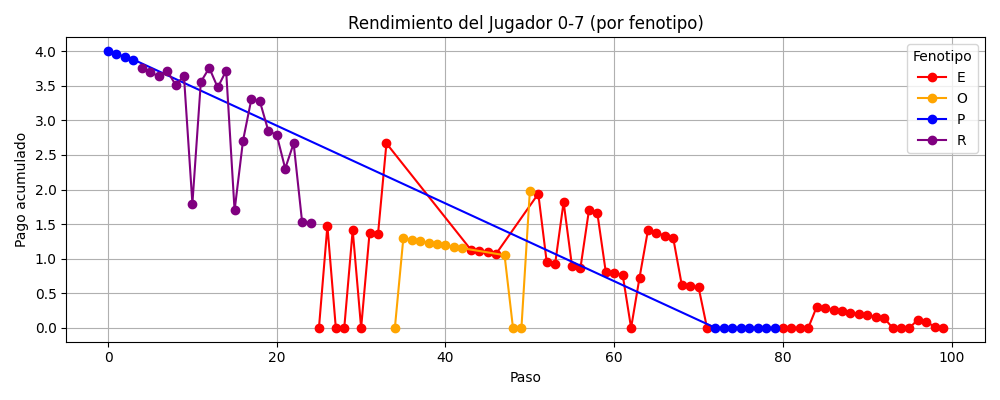 Rendimiento del Jugador 0-7 (por fenotipo)
Pago acumulado
4.0
3.5
3.0
2.5
2.0
1.5
1.0
0.5
0.0
Fenotipo
E
O
P
R
0 20 40 60 80 100
Paso